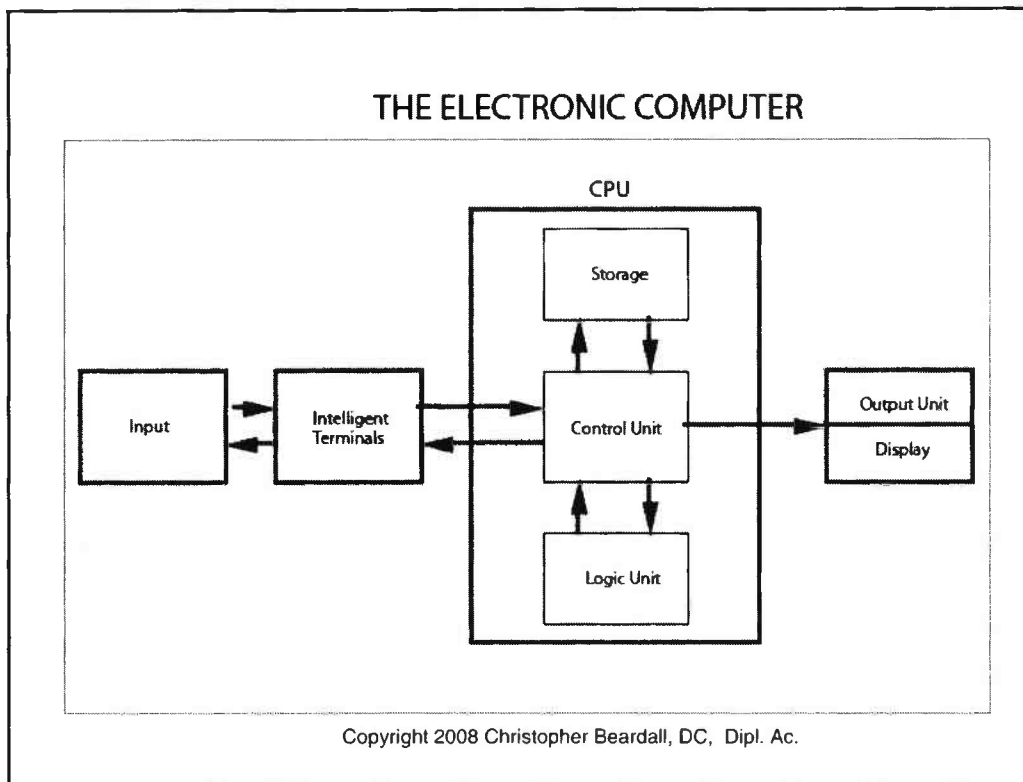 THE ELECTRONIC COMPUTER
CPU
Storage
Input
Intelligent
Terminals
Control Unit
Output Unit
Display
Logic Unit
Copyright 2008 Christopher Beardall, DC, Dipl. Ac.